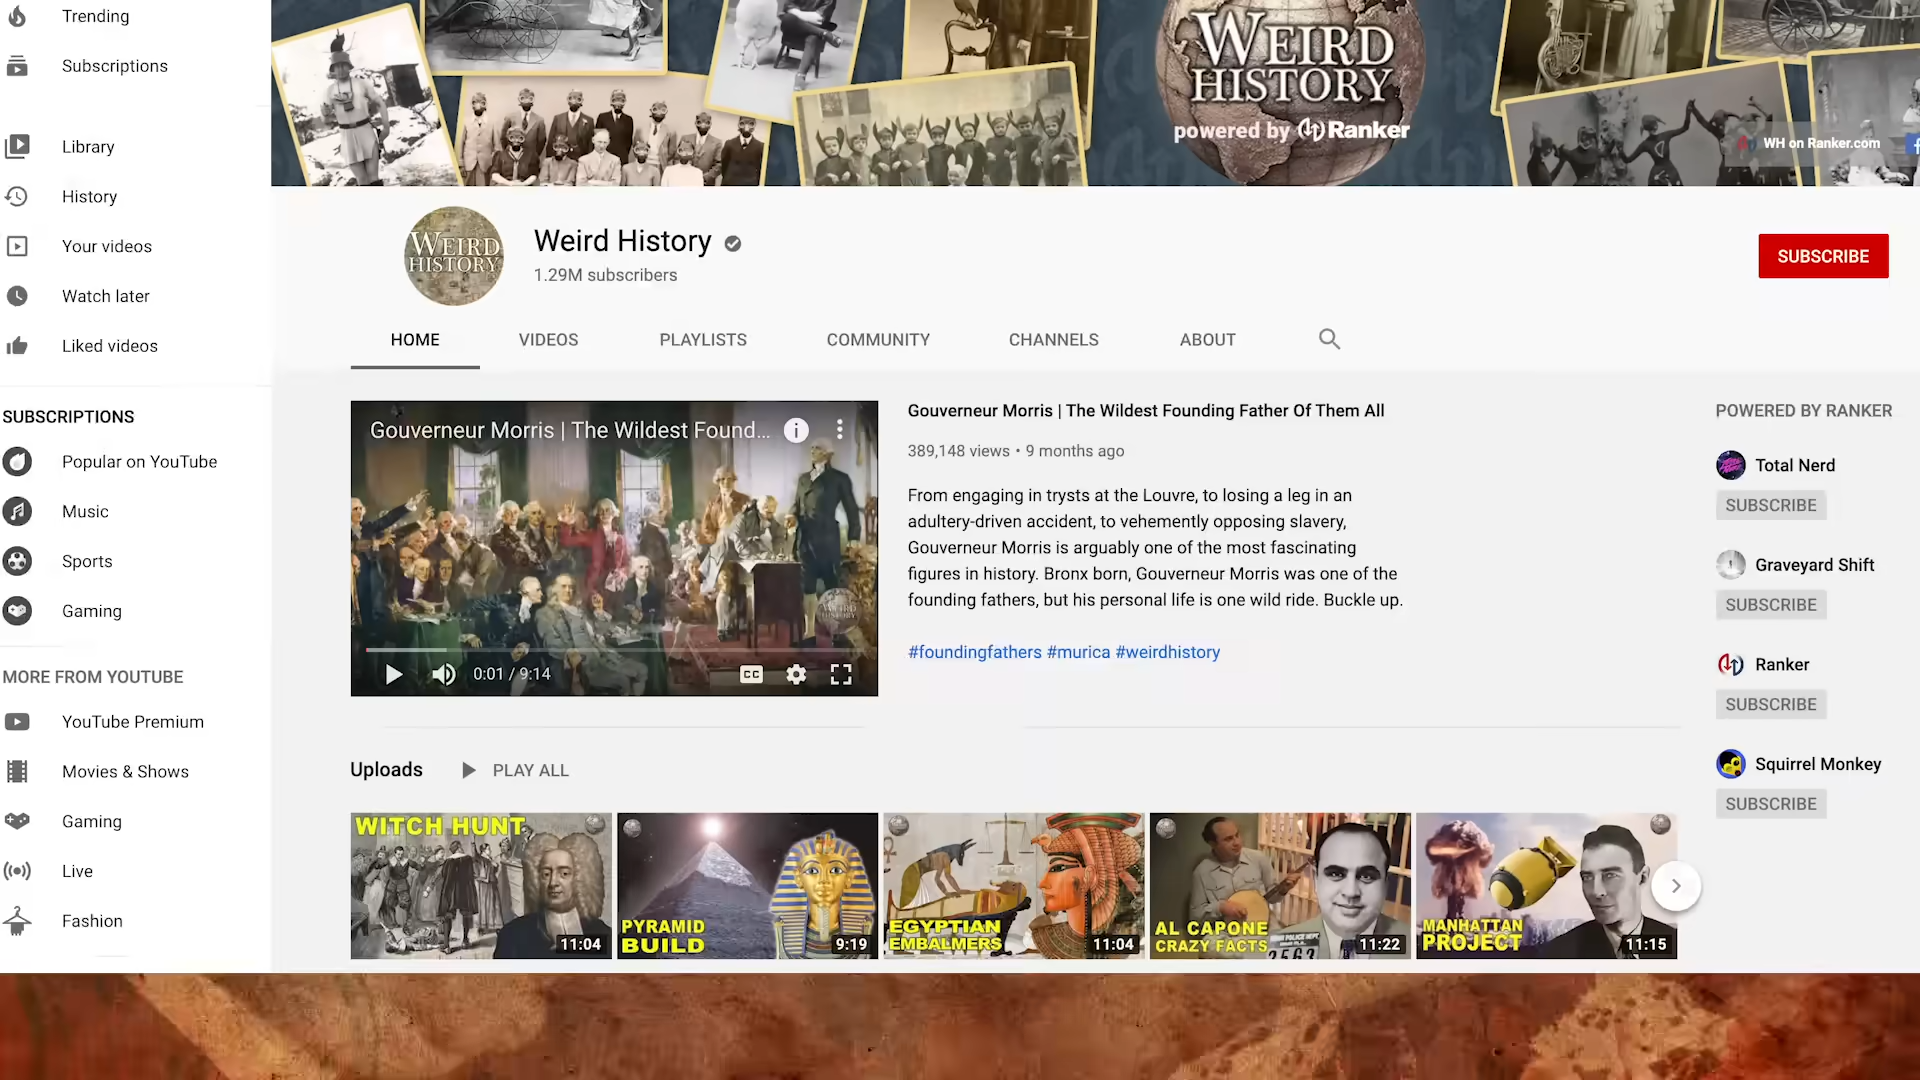 Trending
Subscriptions
Library
History
Your videos
Watch later
Liked videos
SUBSCRIPTIONS
Popular on YouTube
Music
Sports
Gaming
MORE FROM YOUTUBE
YouTube Premium
Movies & Shows
Gaming
Live
Fashion
WEIRD
HISTORY
powered by Ranker
WH on Ranker.com
WEIRD
HISTORY
Weird History
1.29M subscribers
SUBSCRIBE
HOME
VIDEOS
PLAYLISTS
COMMUNITY
CHANNELS
ABOUT
Gouverneur Morris | The Wildest Found...
WEIRD
HISTORY
0:01 / 9:14
CC
Gouverneur Morris | The Wildest Founding Father Of Them All
389,148 views • 9 months ago
From engaging in trysts at the Louvre, to losing a leg in an
adultery-driven accident, to vehemently opposing slavery,
Gouverneur Morris is arguably one of the most fascinating
figures in history. Bronx born, Gouverneur Morris was one of the
founding fathers, but his personal life is one wild ride. Buckle up.
#foundingfathers #murica #weirdhistory
POWERED BY RANKER
Total Nerd
SUBSCRIBE
Graveyard Shift
SUBSCRIBE
Ranker
SUBSCRIBE
Squirrel Monkey
SUBSCRIBE
Uploads
PLAY ALL
WITCH HUNT
11:04
PYRAMID
BUILD
9:19
EGYPTIAN
EMBALMERS
11:04
AL CAPONE
CRAZY FACTS
11:22
MANHATTAN
PROJECT
11:15